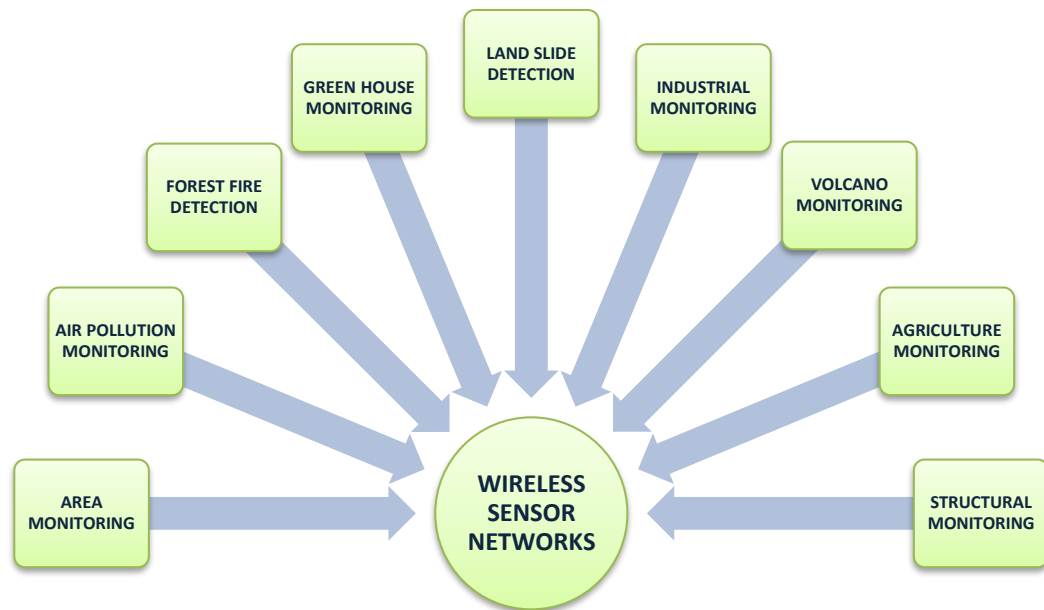 LAND SLIDE
DETECTION
GREEN HOUSE
MONITORING
INDUSTRIAL
MONITORING
FOREST FIRE
DETECTION
VOLCANO
MONITORING
AIR POLLUTION
MONITORING
AGRICULTURE
MONITORING
AREA
MONITORING
WIRELESS
SENSOR
NETWORKS
STRUCTURAL
MONITORING